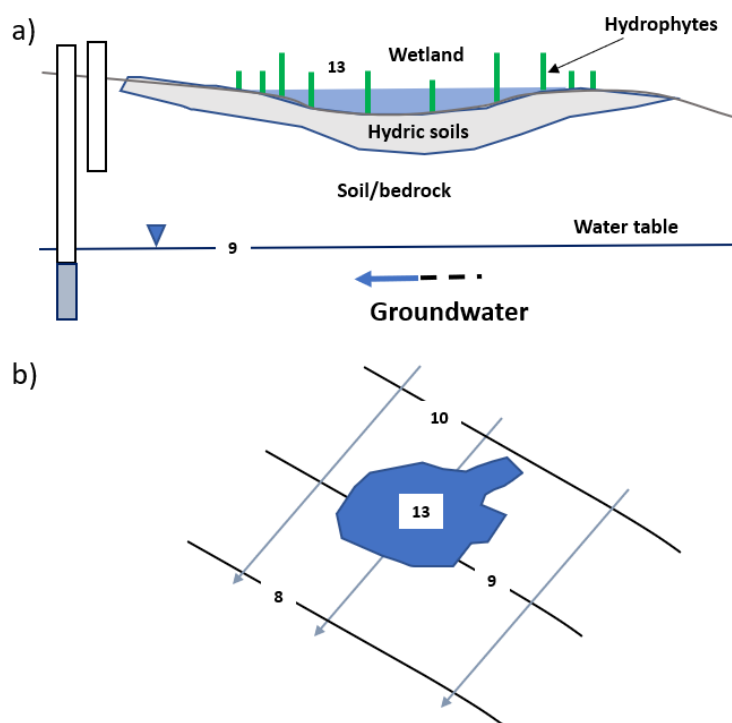 a)
Hydrophytes
13
Wetland
Hydric soils
Soil/bedrock
Water table
9
Groundwater
b)
10
13
9
8